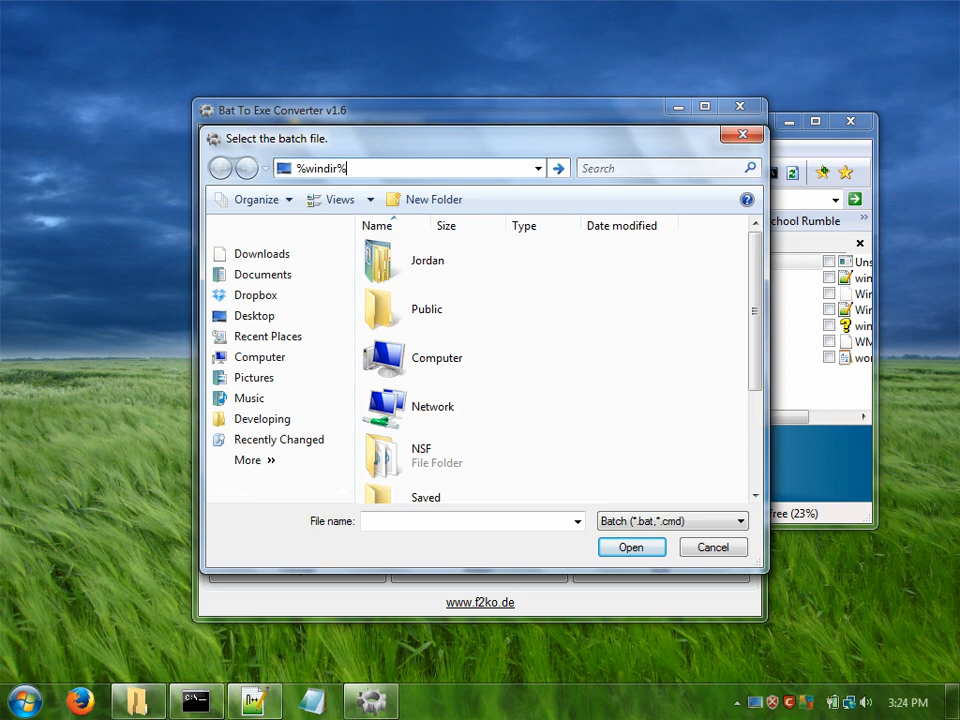 Bat To Exe Converter v1.6
Select the batch file.
%windir%
Search
Organize
Views
New Folder
Name
Size
Type
Date modified
Downloads
Documents
Dropbox
Desktop
Recent Places
Computer
Pictures
Music
Developing
Recently Changed
More »
Jordan
Public
Computer
Network
NSF
File Folder
Saved
File name:
Batch (*.bat,*.cmd)
Open
Cancel
www.f2ko.de
chool Rumble
»
Uns
win
Win
Win
win
WM
wor
free (23%)
C:\
3:24 PM